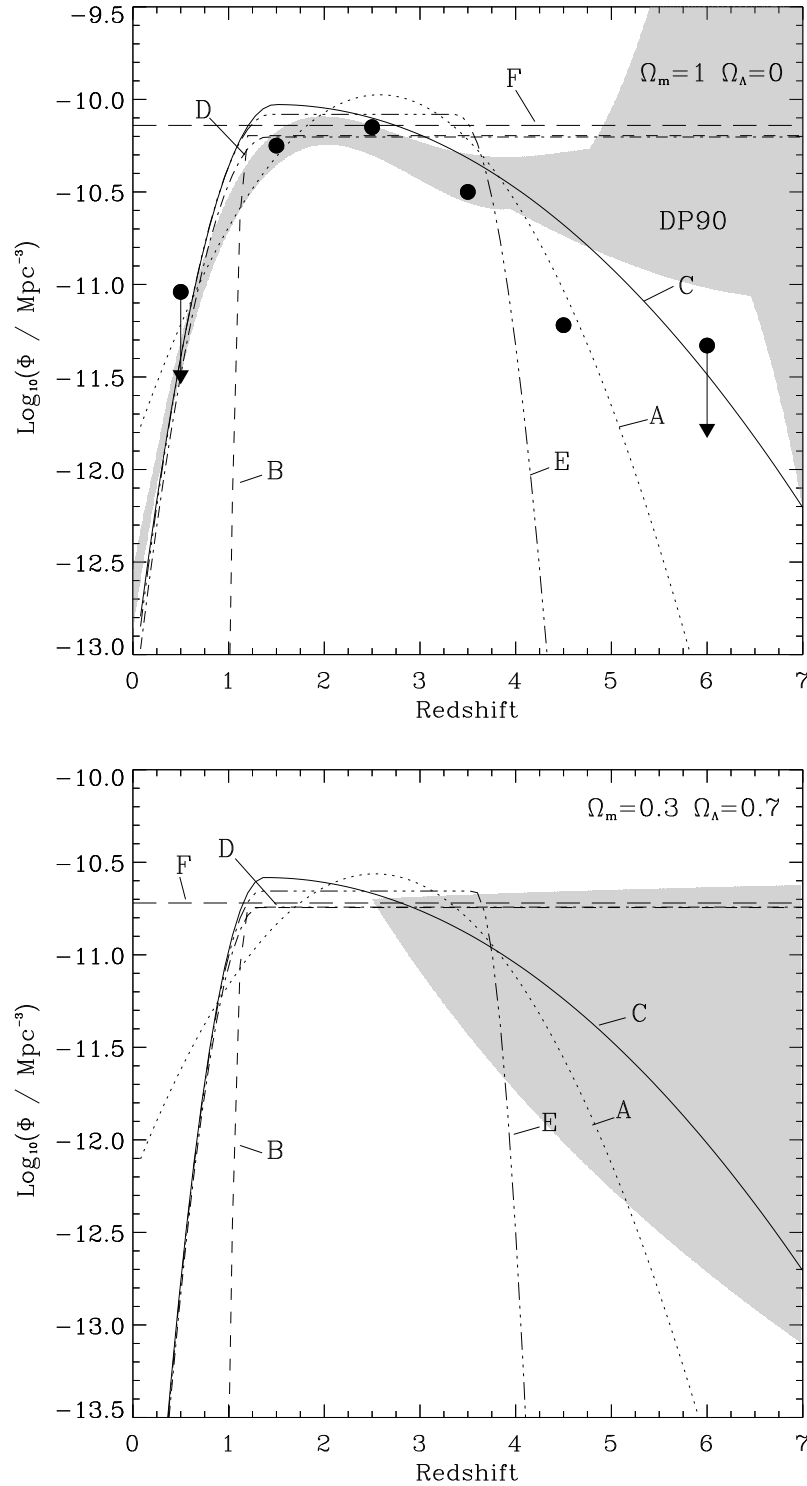 −9.5
Ωₘ=1 Ω_Λ=0
F
−10.0
D
−10.5
DP90
−11.0
C
−11.5
A
E
−12.0
B
−12.5
−13.0
Log₁₀(Φ / Mpc⁻³)
0 1 2 3 4 5 6 7
Redshift
−10.0
Ωₘ=0.3 Ω_Λ=0.7
−10.5
F
D
−11.0
C
−11.5
A
E
−12.0
B
−12.5
−13.0
−13.5
Log₁₀(Φ / Mpc⁻³)
0 1 2 3 4 5 6 7
Redshift